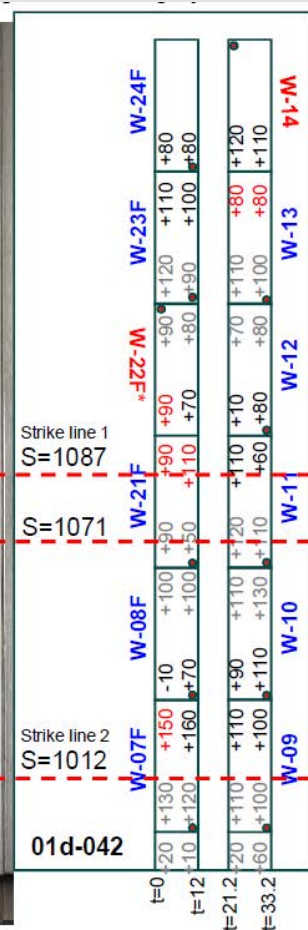 W-24F
W-14
+80 +80 +120 +110
W-23F
W-13
+110 +100 +80 +80
+120 +90 +110 +100
W-22F*
W-12
+90 +80 +70 +80
+90 +70 +10 +80
Strike line 1
S=1087
+90 +110 +110 +60
W-21F
W-11
S=1071
+90 +50 +120 +110
W-08F
W-10
+100 +100 +110 +130
-10 +70 +90 +110
Strike line 2
S=1012
W-07F
W-09
+150 +160 +110 +100
+130 +120 +110 +100
01d-042
+20 +10 +20 +60
t=0
t=12
t=21.2
t=33.2